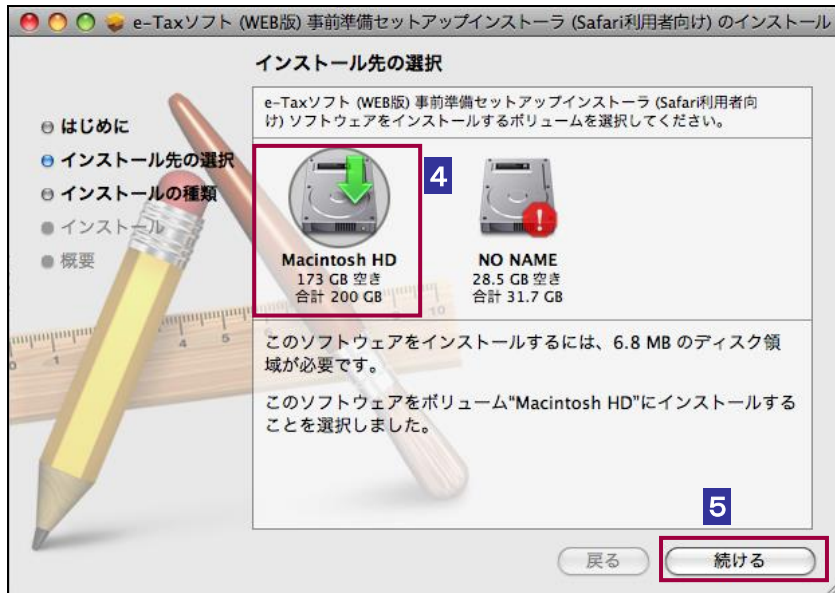 e-Taxソフト (WEB版) 事前準備セットアップインストーラ (Safari利用者向け) のインストール
インストール先の選択
はじめに
インストール先の選択
インストールの種類
インストール
概要
e-Taxソフト (WEB版) 事前準備セットアップインストーラ (Safari利用者向
け) ソフトウェアをインストールするボリュームを選択してください。
4
Macintosh HD
173 GB 空き
合計 200 GB
NO NAME
28.5 GB 空き
合計 31.7 GB
このソフトウェアをインストールするには、6.8 MB のディスク領
域が必要です。
このソフトウェアをボリューム“Macintosh HD”にインストールする
ことを選択しました。
5
戻る
続ける